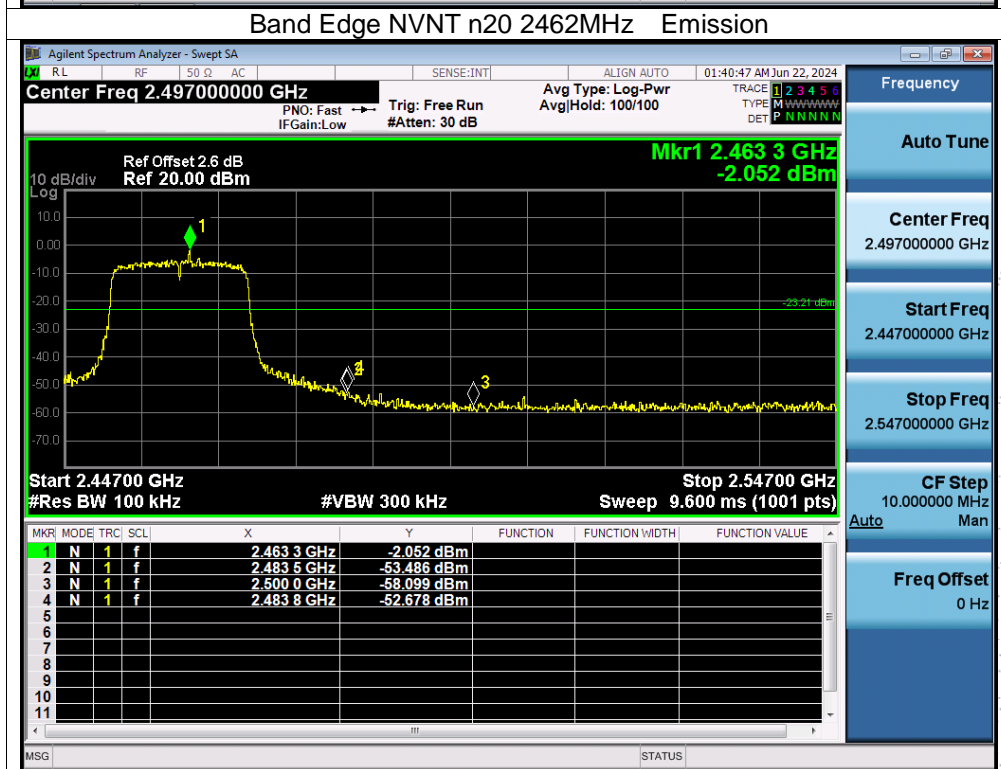 Band Edge NVNT n20 2462MHz Emission
Agilent Spectrum Analyzer - Swept SA
LXI RL RF 50 Ω AC SENSE:INT ALIGN AUTO 01:40:47 AM Jun 22, 2024
Center Freq 2.497000000 GHz
PNO: Fast
IFGain:Low
Trig: Free Run
#Atten: 30 dB
Avg Type: Log-Pwr
Avg|Hold: 100/100
TRACE 1 2 3 4 5 6
TYPE M WWWWW
DET P N N N N N
Mkr1 2.463 3 GHz
-2.052 dBm
Ref Offset 2.6 dB
10 dB/div Ref 20.00 dBm
Log
10.0
0.00
-10.0
-20.0
-30.0
-40.0
-50.0
-60.0
-70.0
1
-23.21 dBm
3
Start 2.44700 GHz Stop 2.54700 GHz
#Res BW 100 kHz #VBW 300 kHz Sweep 9.600 ms (1001 pts)
MKR MODE TRC SCL X Y FUNCTION FUNCTION WIDTH FUNCTION VALUE
1 N 1 f 2.463 3 GHz -2.052 dBm
2 N 1 f 2.483 5 GHz -53.486 dBm
3 N 1 f 2.500 0 GHz -58.099 dBm
4 N 1 f 2.483 8 GHz -52.678 dBm
5
6
7
8
9
10
11
MSG STATUS
Frequency
Auto Tune
Center Freq
2.497000000 GHz
Start Freq
2.447000000 GHz
Stop Freq
2.547000000 GHz
CF Step
10.000000 MHz
Auto Man
Freq Offset
0 Hz